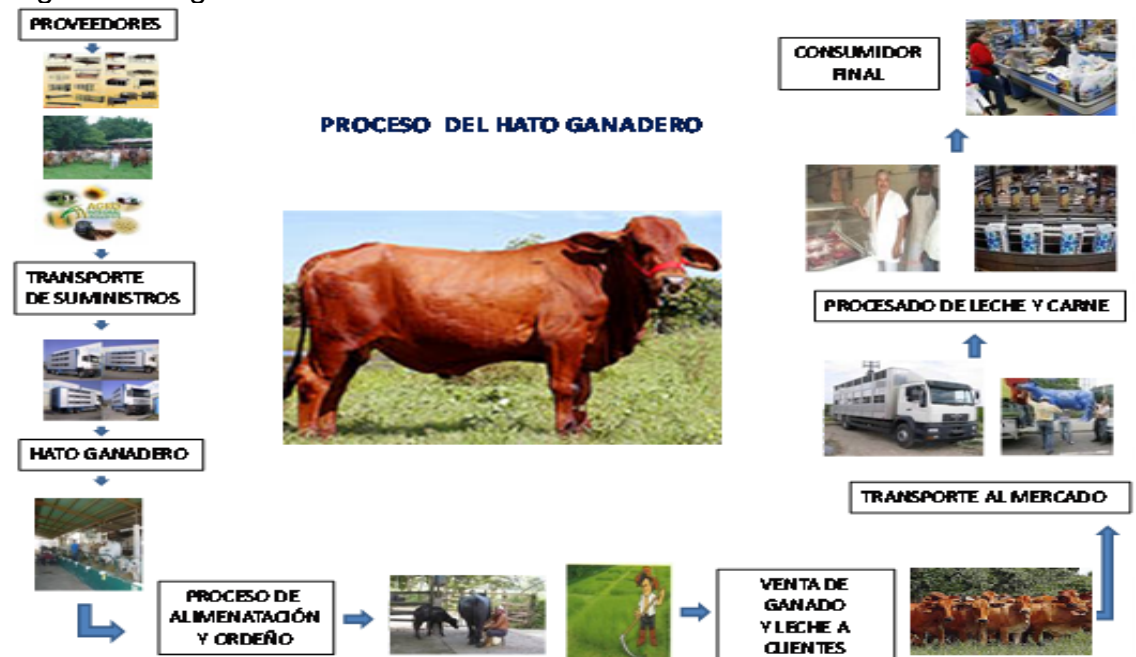 PROVEEDORES
TRANSPORTE
DE SUMINISTROS
HATO GANADERO
PROCESO DE
ALIMENATACIÓN
Y ORDEÑO
PROCESO DEL HATO GANADERO
VENTA DE
GANADO
Y LECHE A
CLIENTES
TRANSPORTE AL MERCADO
PROCESADO DE LECHE Y CARNE
CONSUMIDOR
FINAL